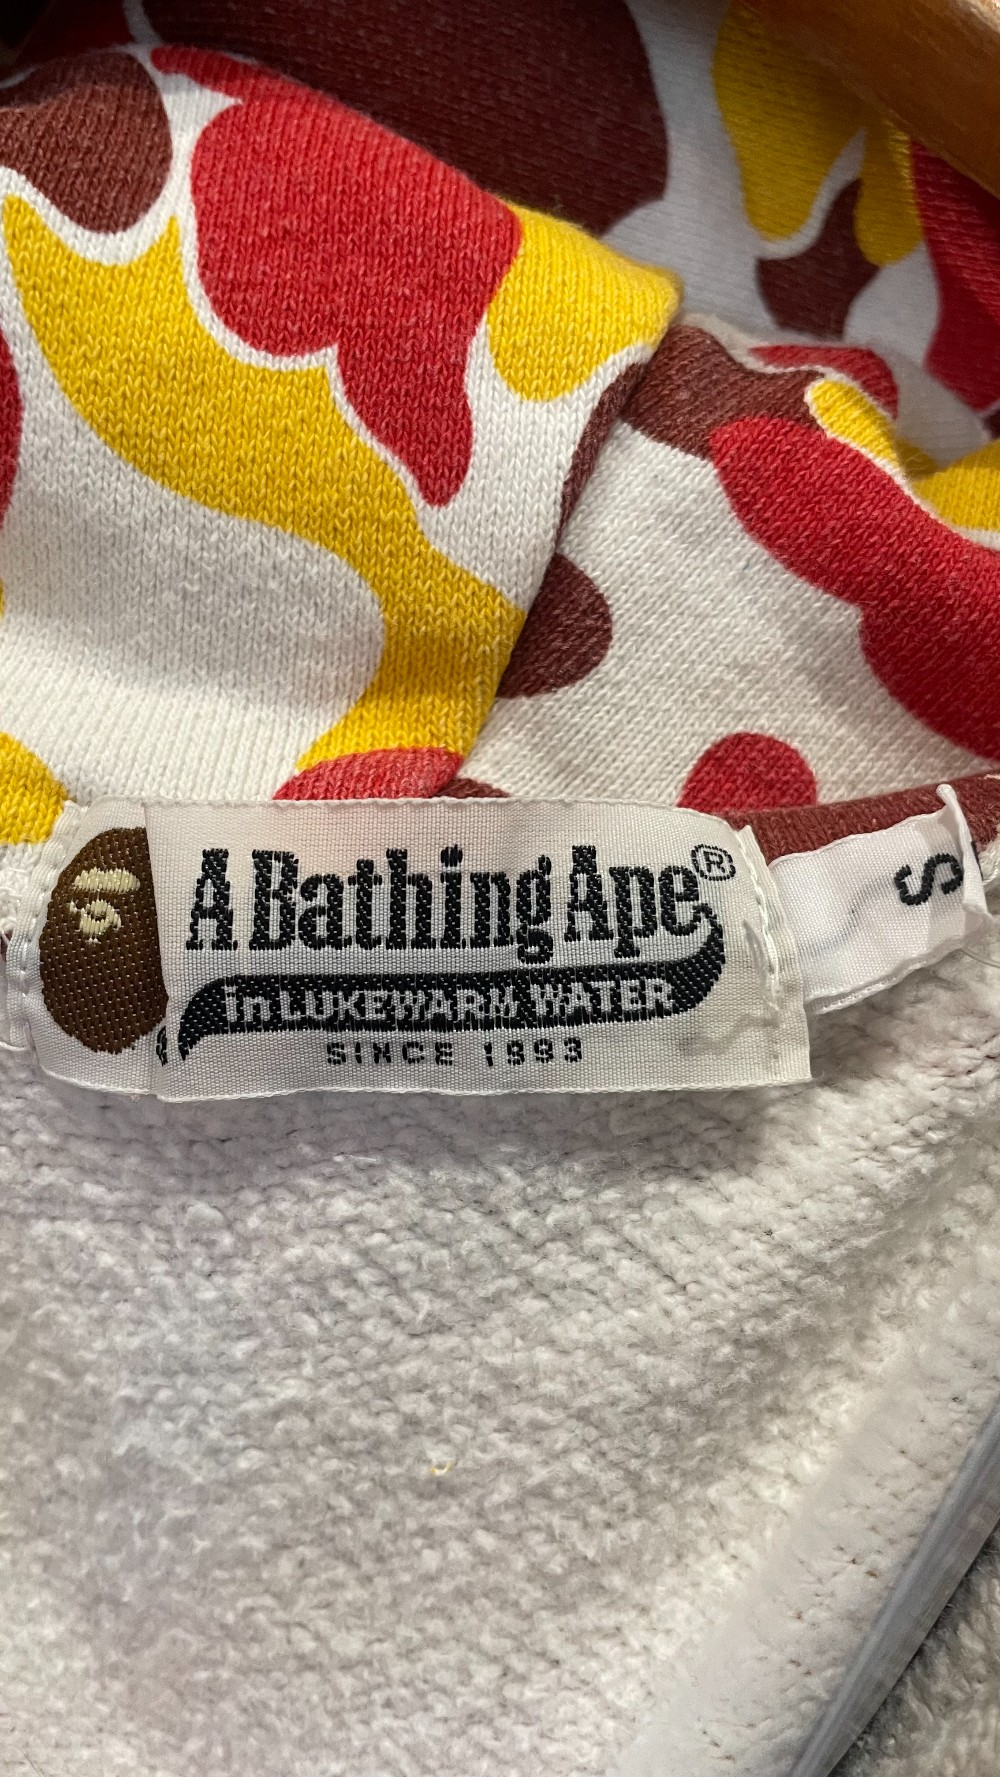 A Bathing Ape®
in LUKEWARM WATER
SINCE 1993
S